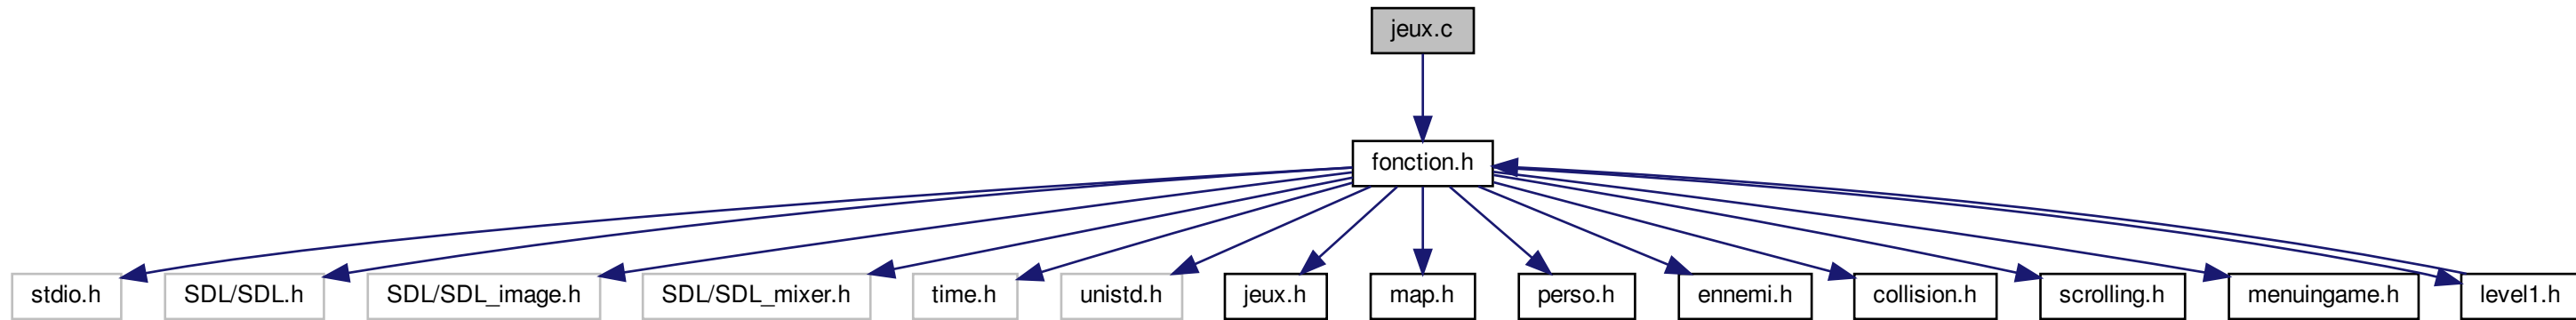 jeux.c
fonction.h
stdio.h
SDL/SDL.h
SDL/SDL_image.h
SDL/SDL_mixer.h
time.h
unistd.h
jeux.h
map.h
perso.h
ennemi.h
collision.h
scrolling.h
menuingame.h
level1.h